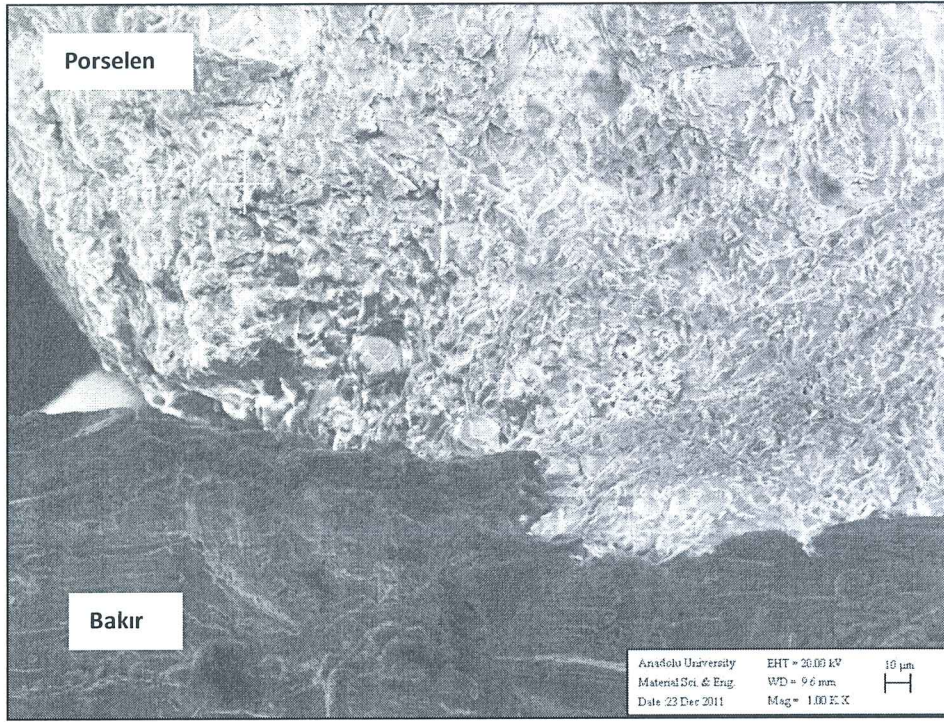 Porselen
Bakır
Anadolu University EHT = 20.00 kV 10 µm
Material Sci. & Eng. WD = 9.6 mm
Date :23 Dec 2011 Mag = 1.00 K X